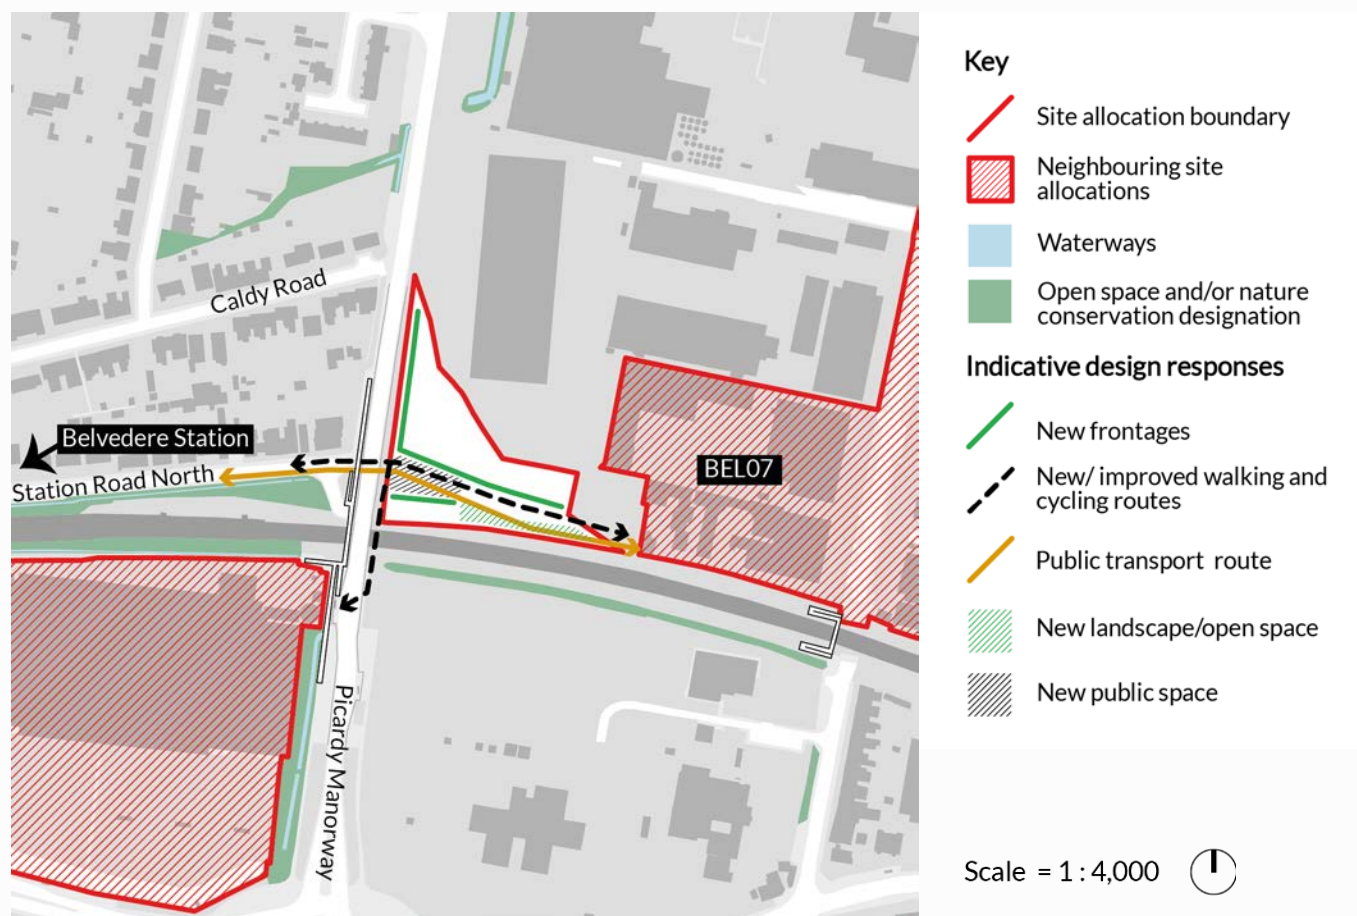 Caldy Road
Belvedere Station
Station Road North
BEL07
Picardy Manorway
Key
Site allocation boundary
Neighbouring site
allocations
Waterways
Open space and/or nature
conservation designation
Indicative design responses
New frontages
New/ improved walking and
cycling routes
Public transport route
New landscape/open space
New public space
Scale = 1 : 4,000